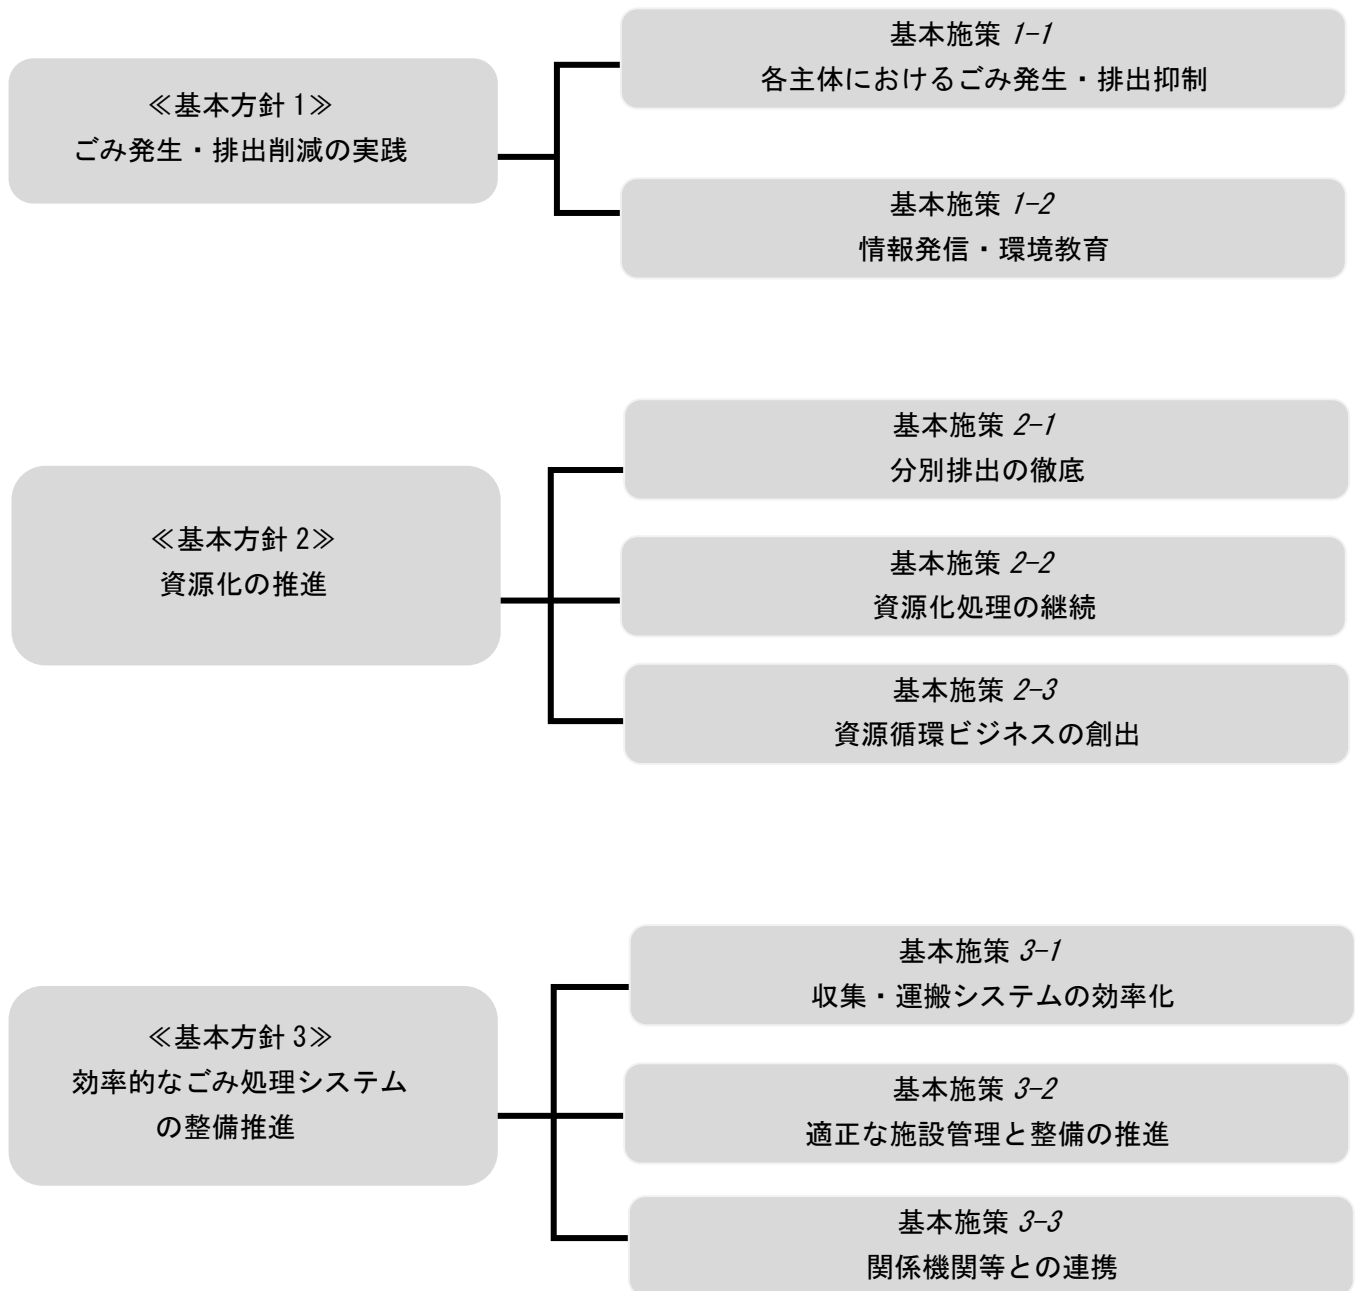 ≪基本方針 1≫
ごみ発生・排出削減の実践
基本施策 1-1
各主体におけるごみ発生・排出抑制
基本施策 1-2
情報発信・環境教育
≪基本方針 2≫
資源化の推進
基本施策 2-1
分別排出の徹底
基本施策 2-2
資源化処理の継続
基本施策 2-3
資源循環ビジネスの創出
≪基本方針 3≫
効率的なごみ処理システム
の整備推進
基本施策 3-1
収集・運搬システムの効率化
基本施策 3-2
適正な施設管理と整備の推進
基本施策 3-3
関係機関等との連携